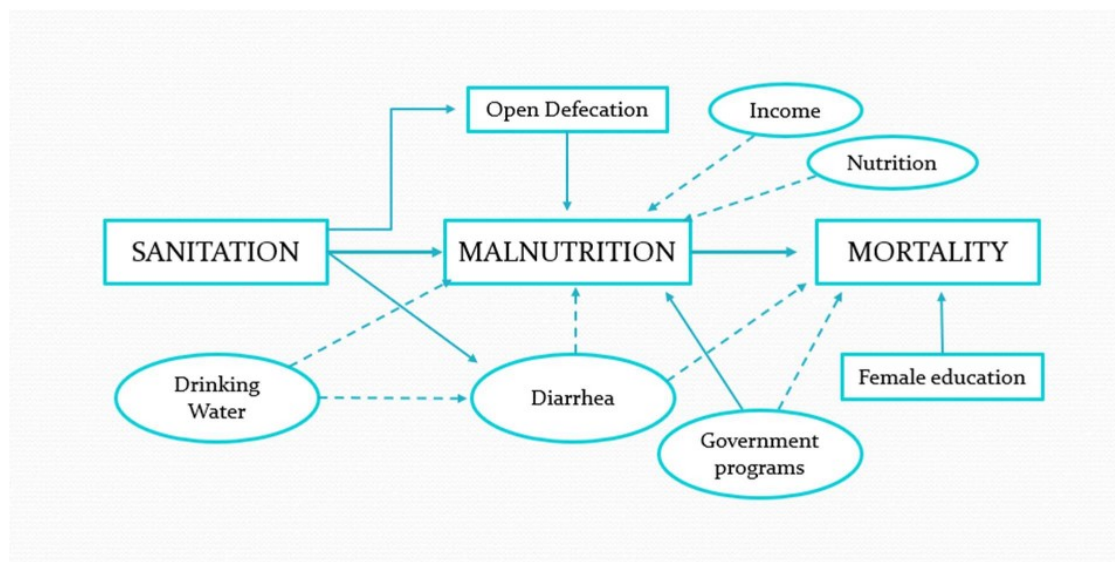 Open Defecation
Income
Nutrition
SANITATION
MALNUTRITION
MORTALITY
Drinking
Water
Diarrhea
Female education
Government
programs